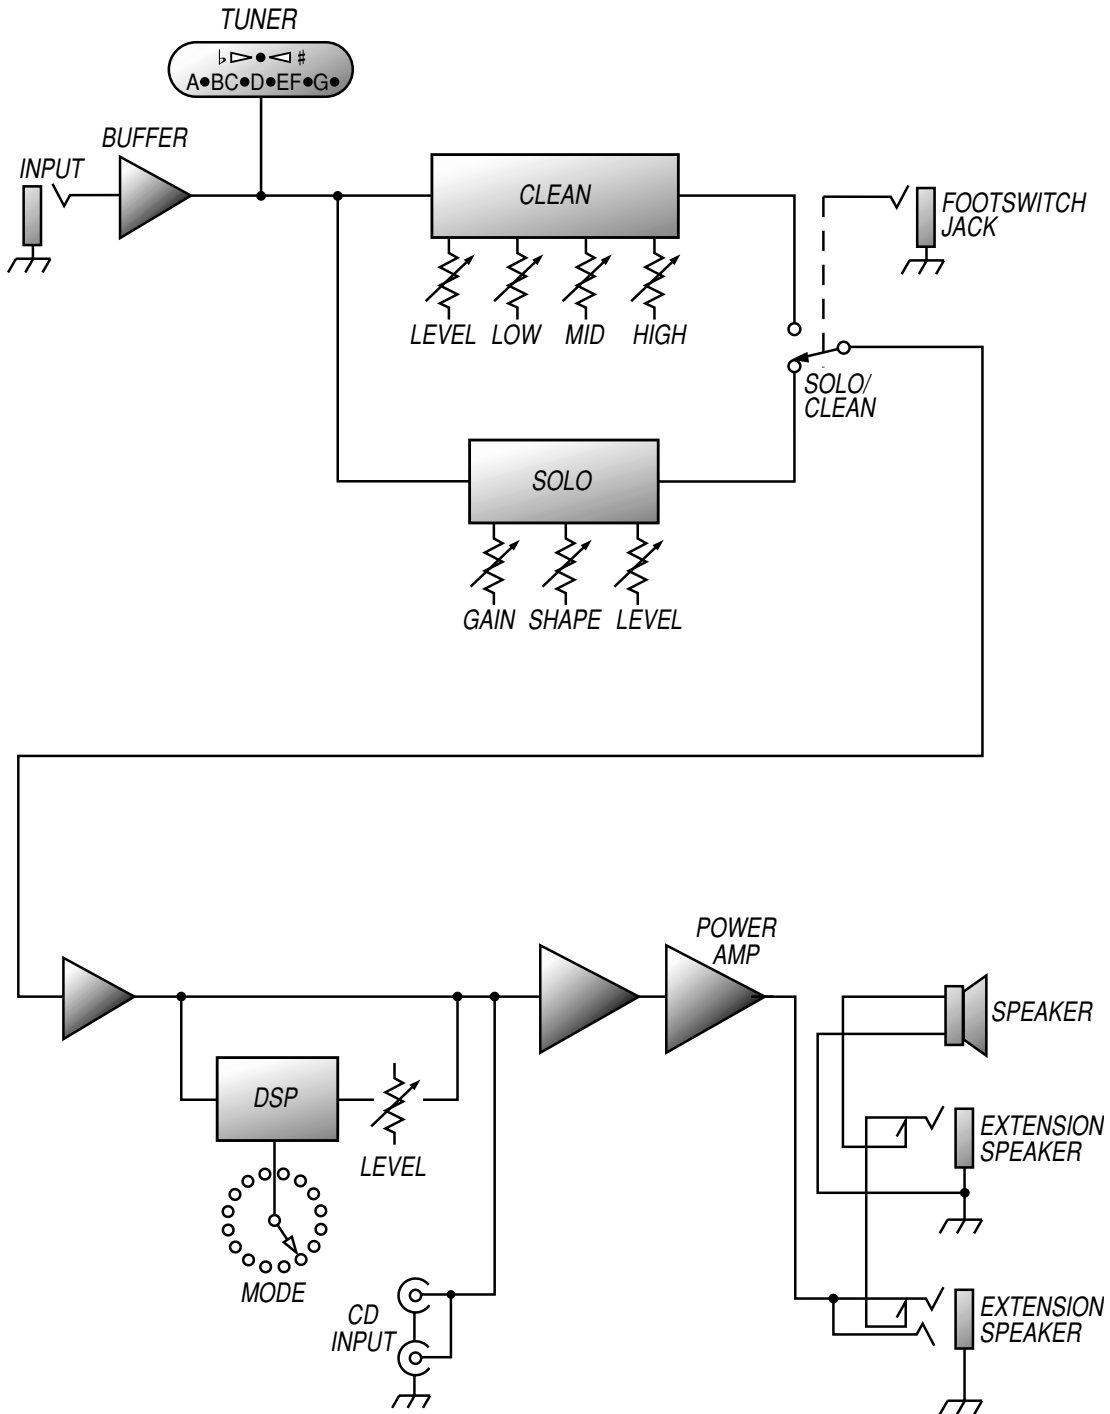 TUNER
♭ ♯
A•BC•D•EF•G•
BUFFER
INPUT
CLEAN
FOOTSWITCH
JACK
LEVEL LOW MID HIGH
SOLO/
CLEAN
SOLO
GAIN SHAPE LEVEL
POWER
AMP
SPEAKER
DSP
LEVEL
EXTENSION
SPEAKER
MODE
CD
INPUT
EXTENSION
SPEAKER